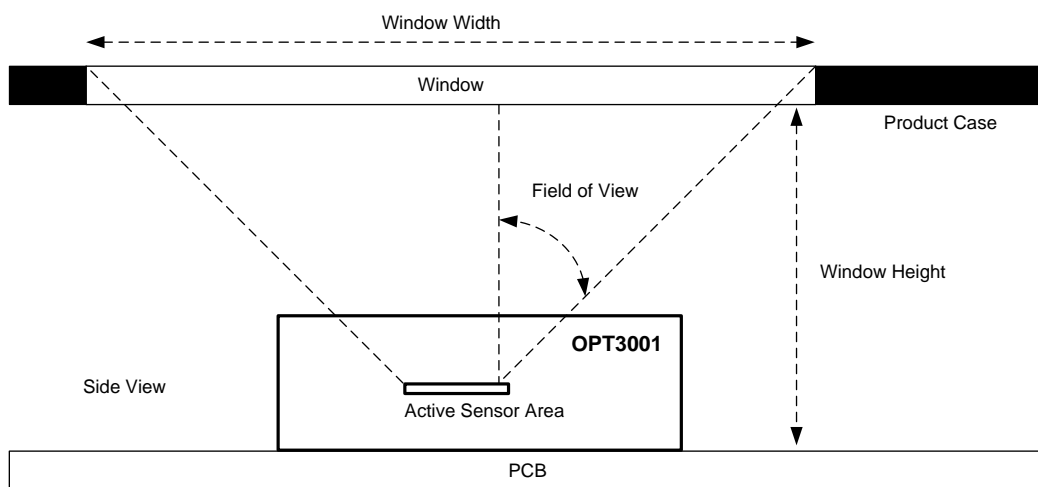 Window Width
Window
Product Case
Field of View
Window Height
OPT3001
Side View
Active Sensor Area
PCB